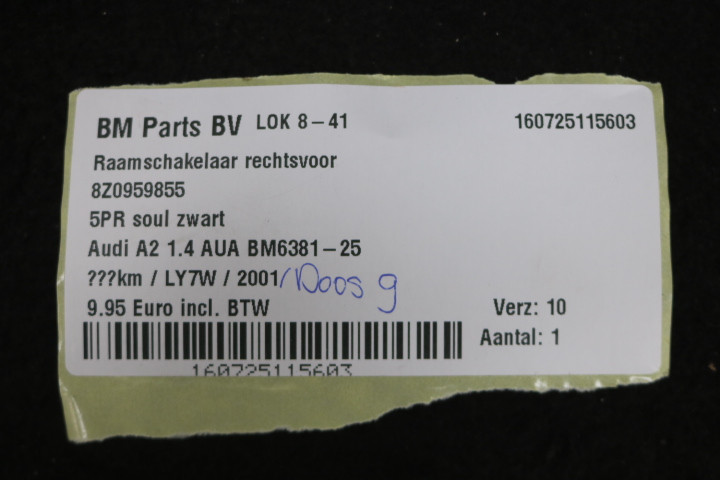 BM Parts BV LOK 8-41 160725115603
Raamschakelaar rechtsvoor
8Z0959855
5PR soul zwart
Audi A2 1.4 AUA BM6381-25
???km / LY7W / 2001 / Doos 9
9.95 Euro incl. BTW Verz: 10
Aantal: 1
160725115603